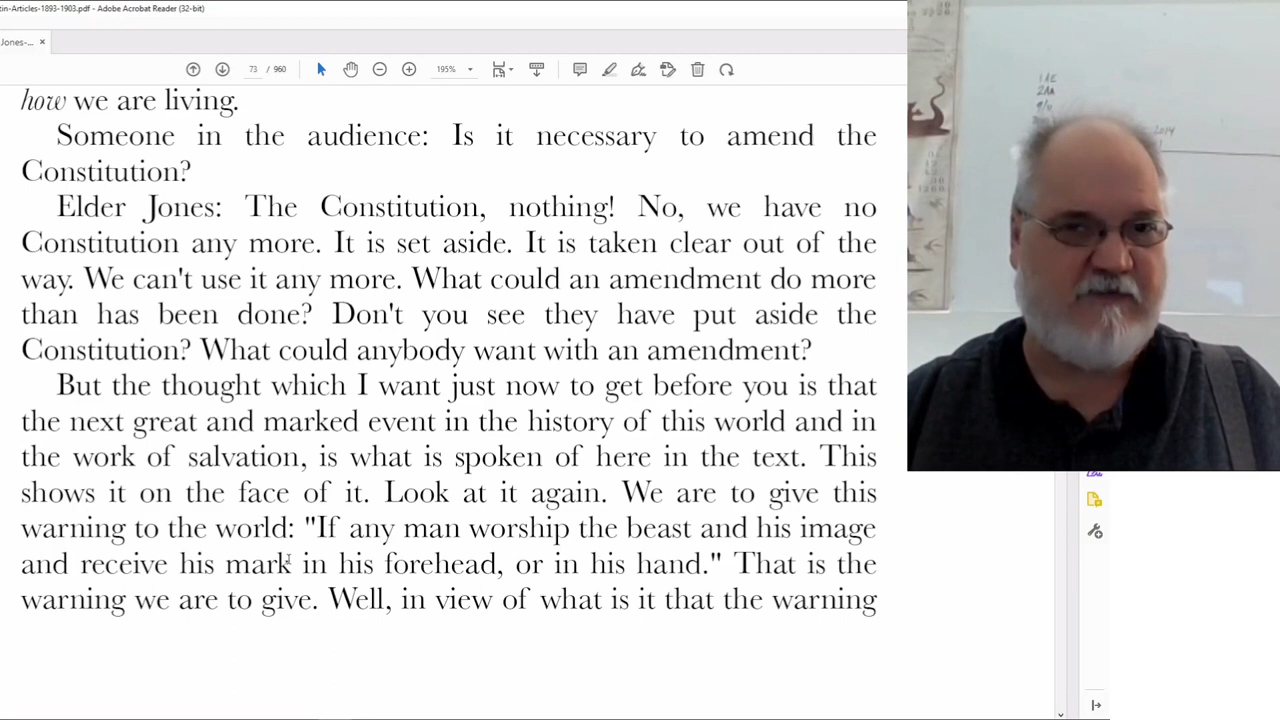 tin-Articles-1893-1903.pdf - Adobe Acrobat Reader (32-bit)
Jones-... ×
73 / 960
195%
how we are living.
Someone in the audience: Is it necessary to amend the
Constitution?
Elder Jones: The Constitution, nothing! No, we have no
Constitution any more. It is set aside. It is taken clear out of the
way. We can't use it any more. What could an amendment do more
than has been done? Don't you see they have put aside the
Constitution? What could anybody want with an amendment?
But the thought which I want just now to get before you is that
the next great and marked event in the history of this world and in
the work of salvation, is what is spoken of here in the text. This
shows it on the face of it. Look at it again. We are to give this
warning to the world: "If any man worship the beast and his image
and receive his mark in his forehead, or in his hand." That is the
warning we are to give. Well, in view of what is it that the warning